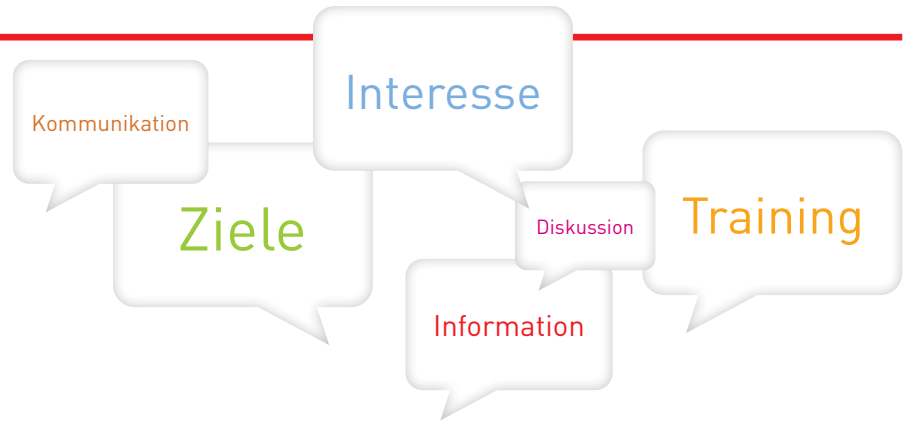 Interesse
Kommunikation
Ziele
Diskussion
Training
Information